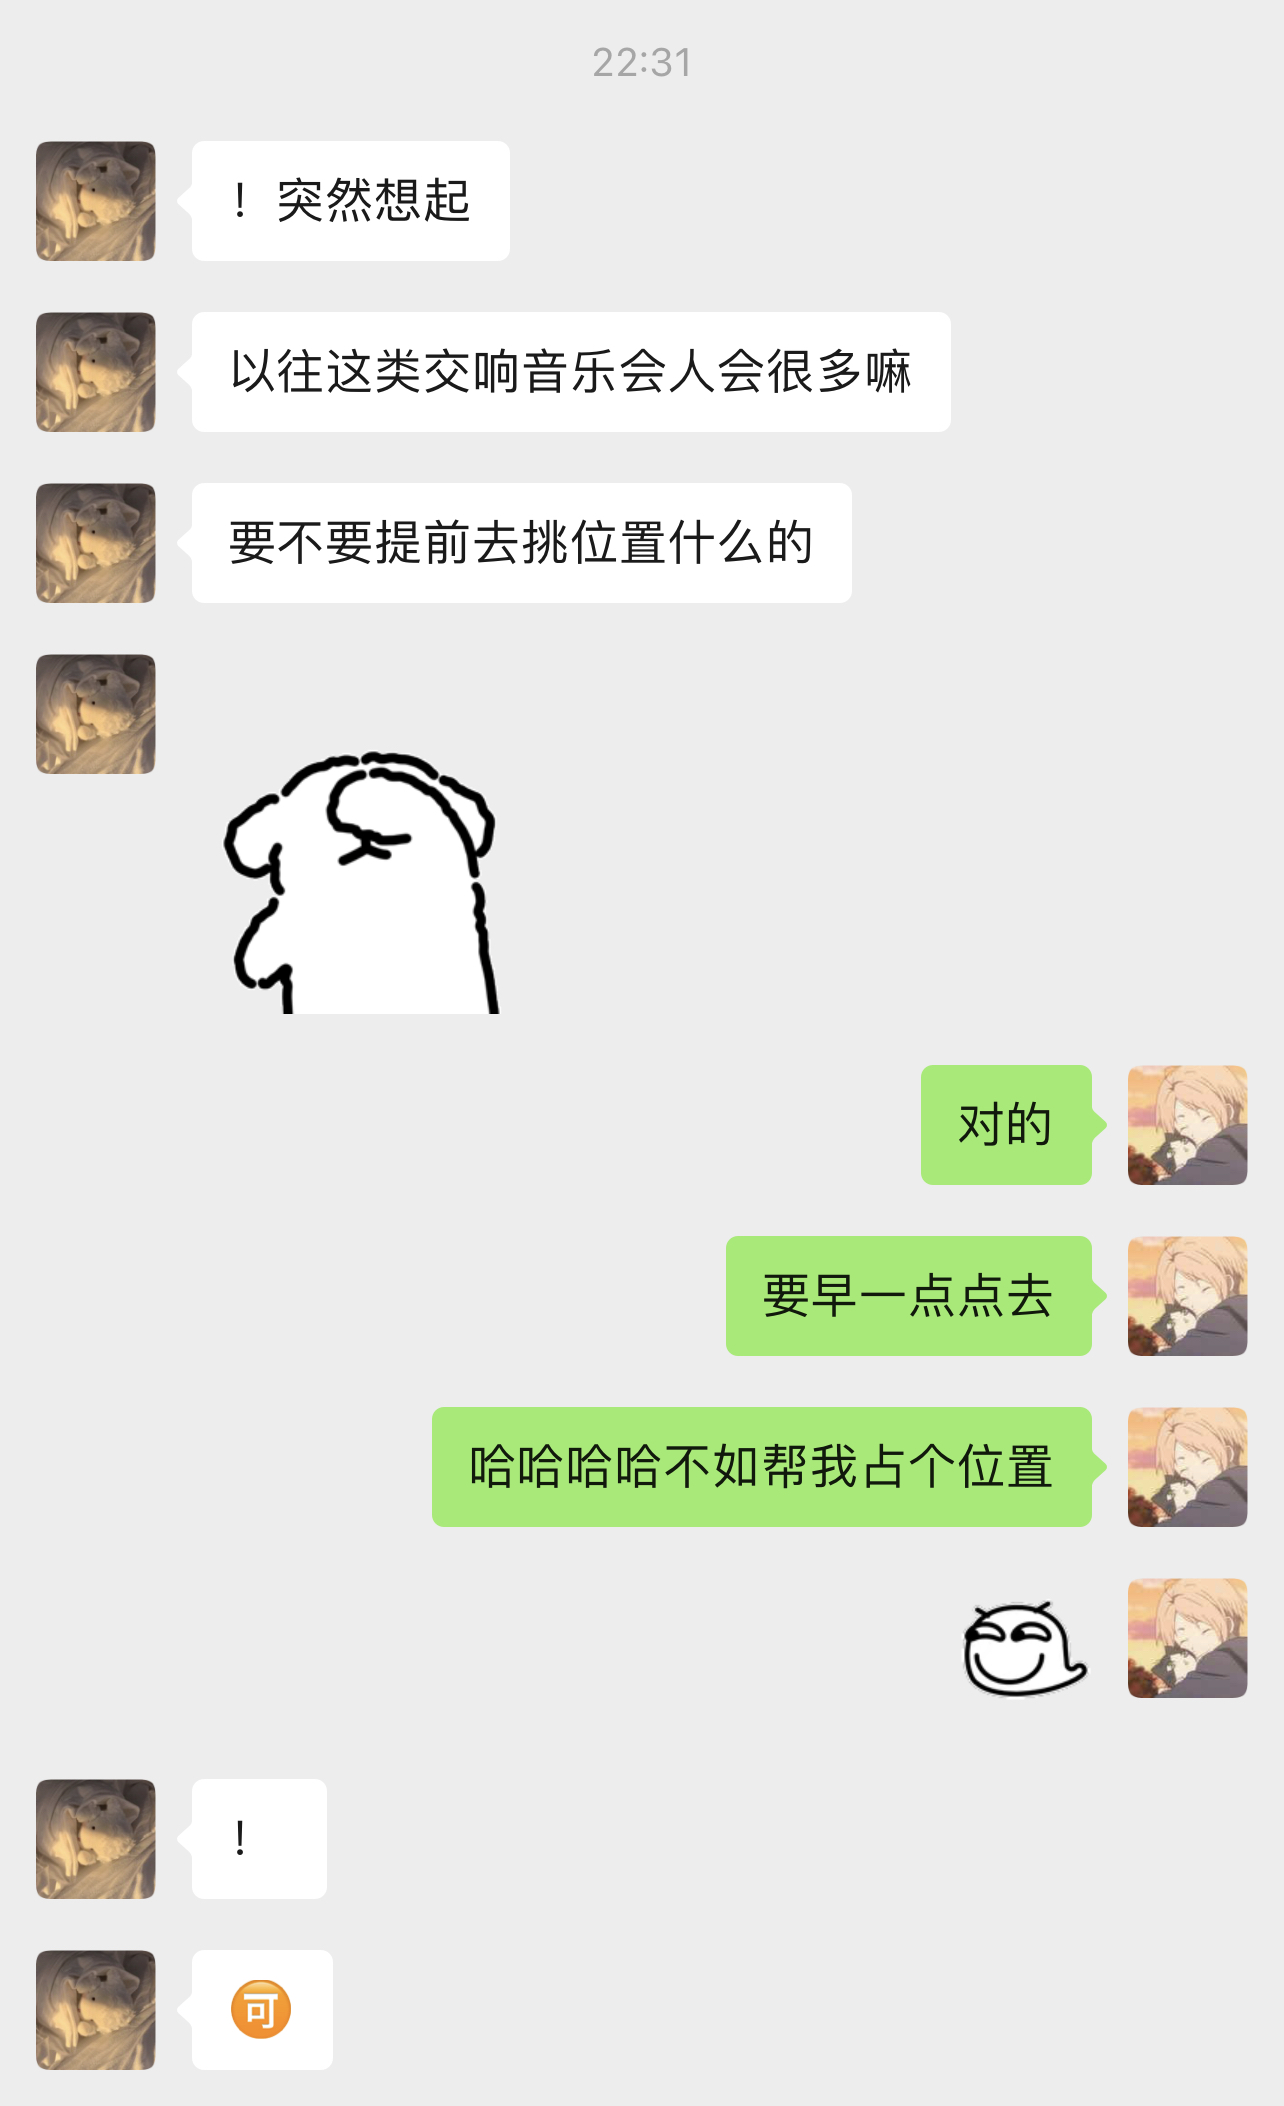 22:31
！突然想起
以往这类交响音乐会人会很多嘛
要不要提前去挑位置什么的
对的
要早一点点去
哈哈哈哈不如帮我占个位置
！
🉑